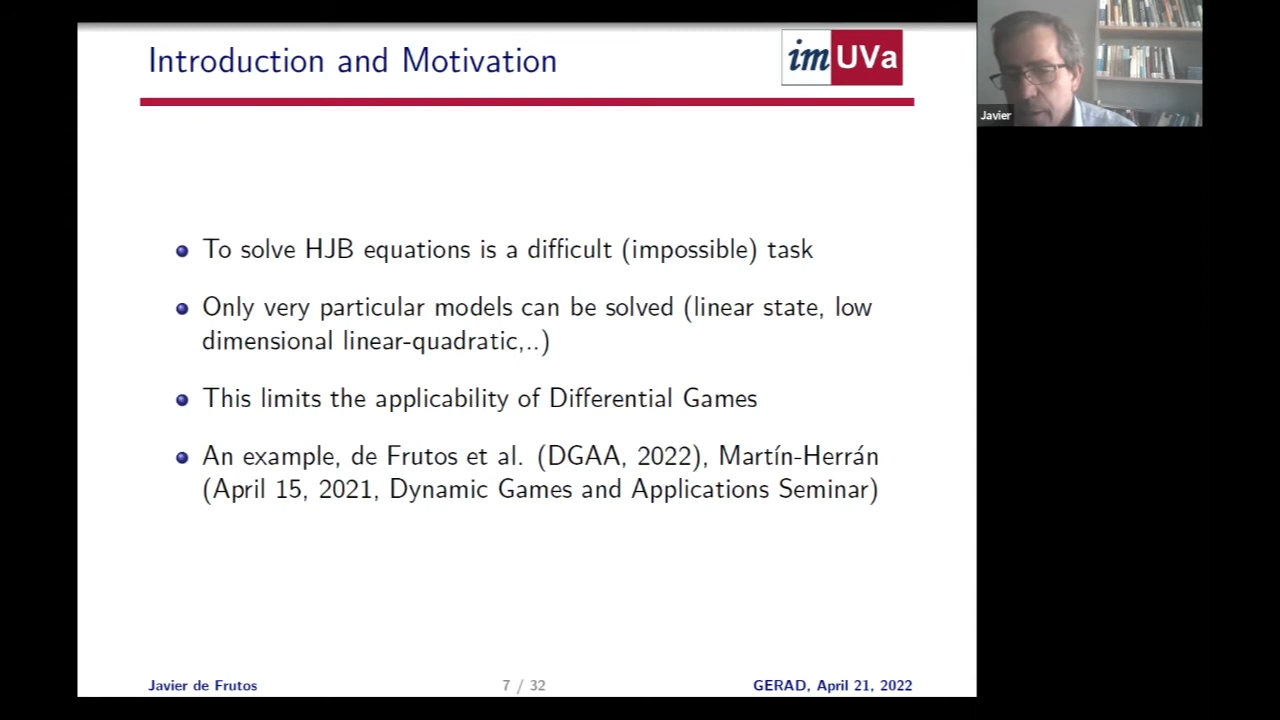 Introduction and Motivation
imUVa
Javier
To solve HJB equations is a difficult (impossible) task
Only very particular models can be solved (linear state, low
dimensional linear-quadratic,..)
This limits the applicability of Differential Games
An example, de Frutos et al. (DGAA, 2022), Martín-Herrán
(April 15, 2021, Dynamic Games and Applications Seminar)
Javier de Frutos
7 / 32
GERAD, April 21, 2022